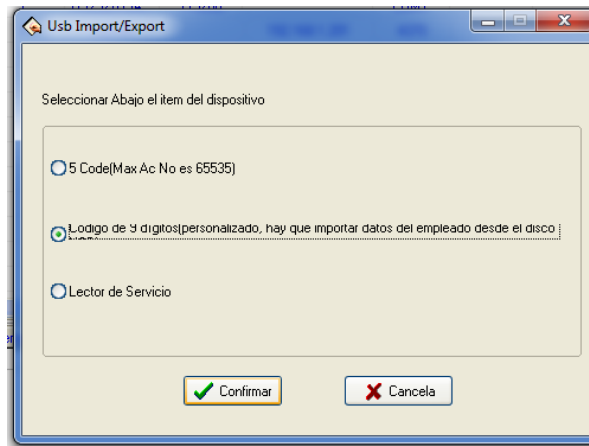 Usb Import/Export
Seleccionar Abajo el item del dispositivo
5 Code(Max Ac No es 65535)
Codigo de 9 digitos(personalizado, hay que importar datos del empleado desde el disco
Lector de Servicio
Confirmar
Cancela